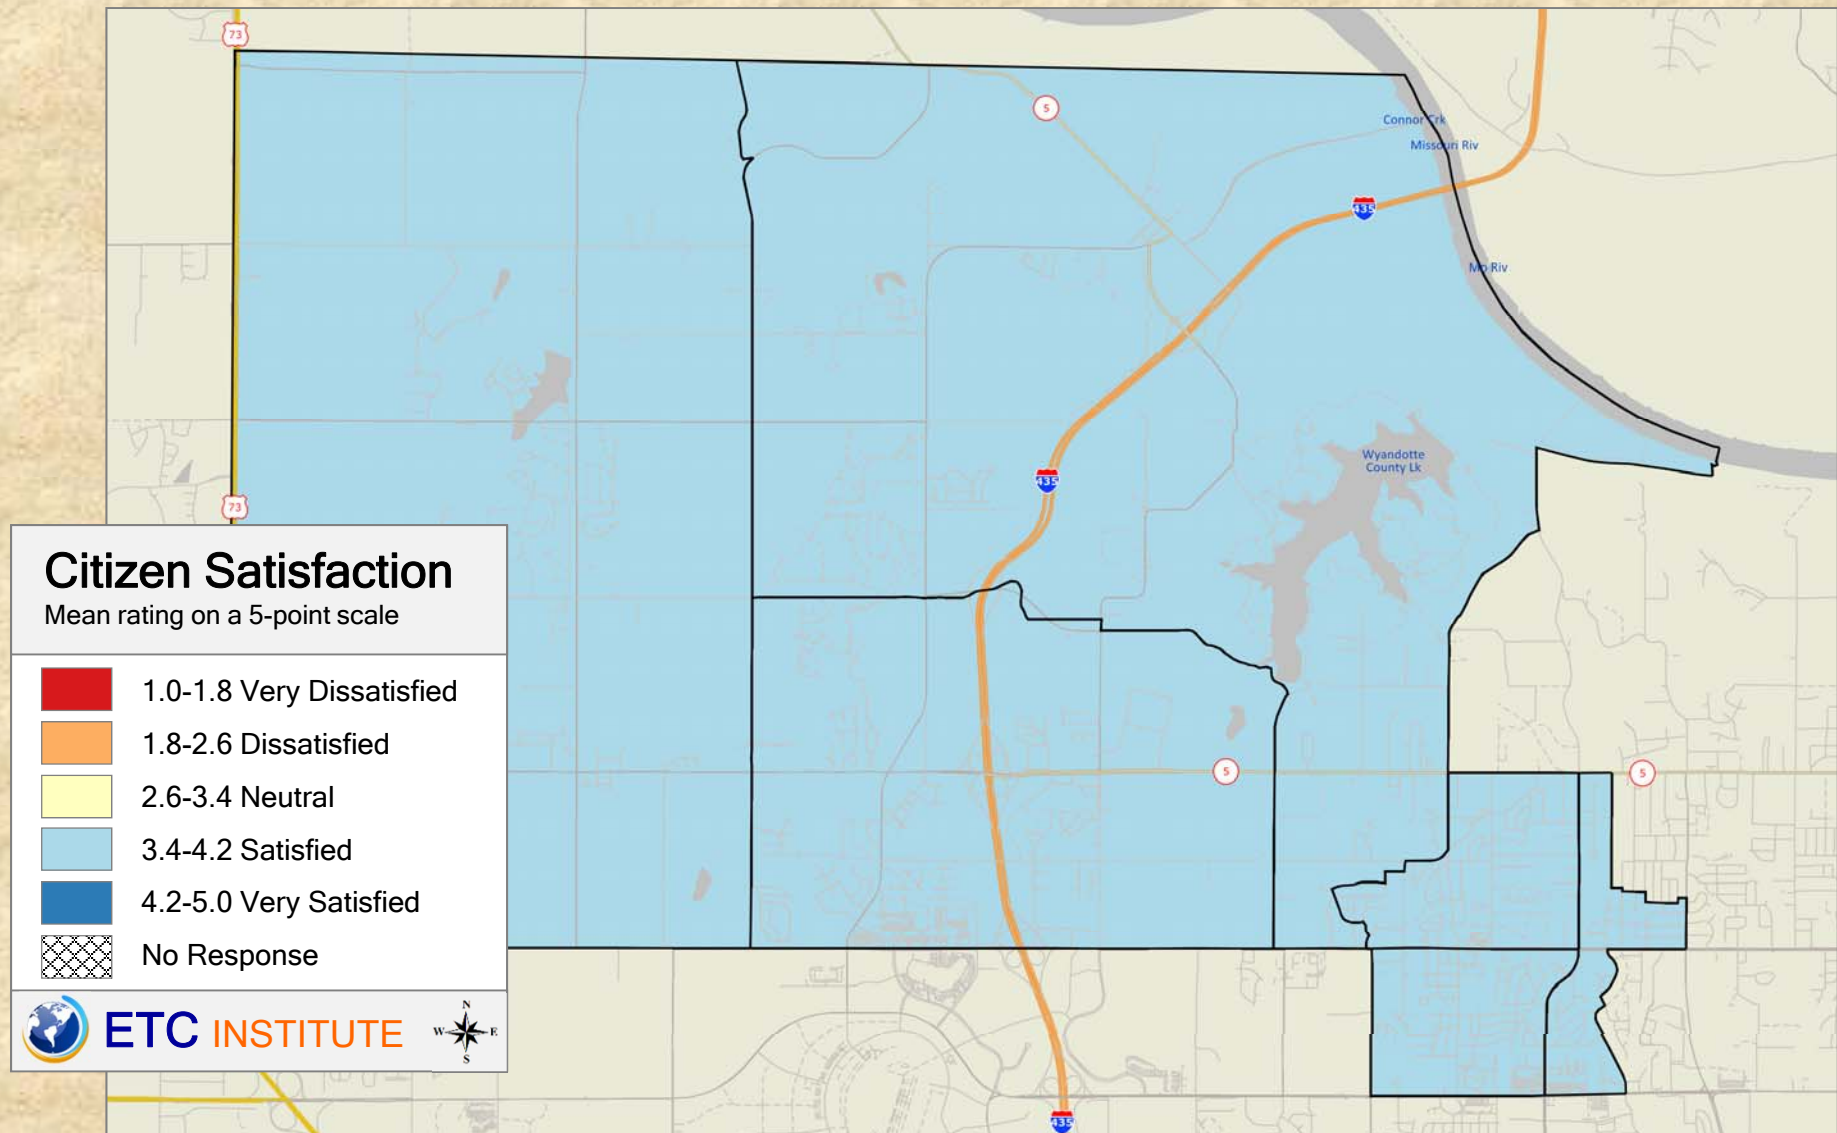 73
5
Connor Crk
Missouri Riv
435
Mo Riv
Wyandotte
County Lk
435
73
5
5
435
Citizen Satisfaction
Mean rating on a 5-point scale
1.0-1.8 Very Dissatisfied
1.8-2.6 Dissatisfied
2.6-3.4 Neutral
3.4-4.2 Satisfied
4.2-5.0 Very Satisfied
No Response
ETC INSTITUTE
N
W E
S